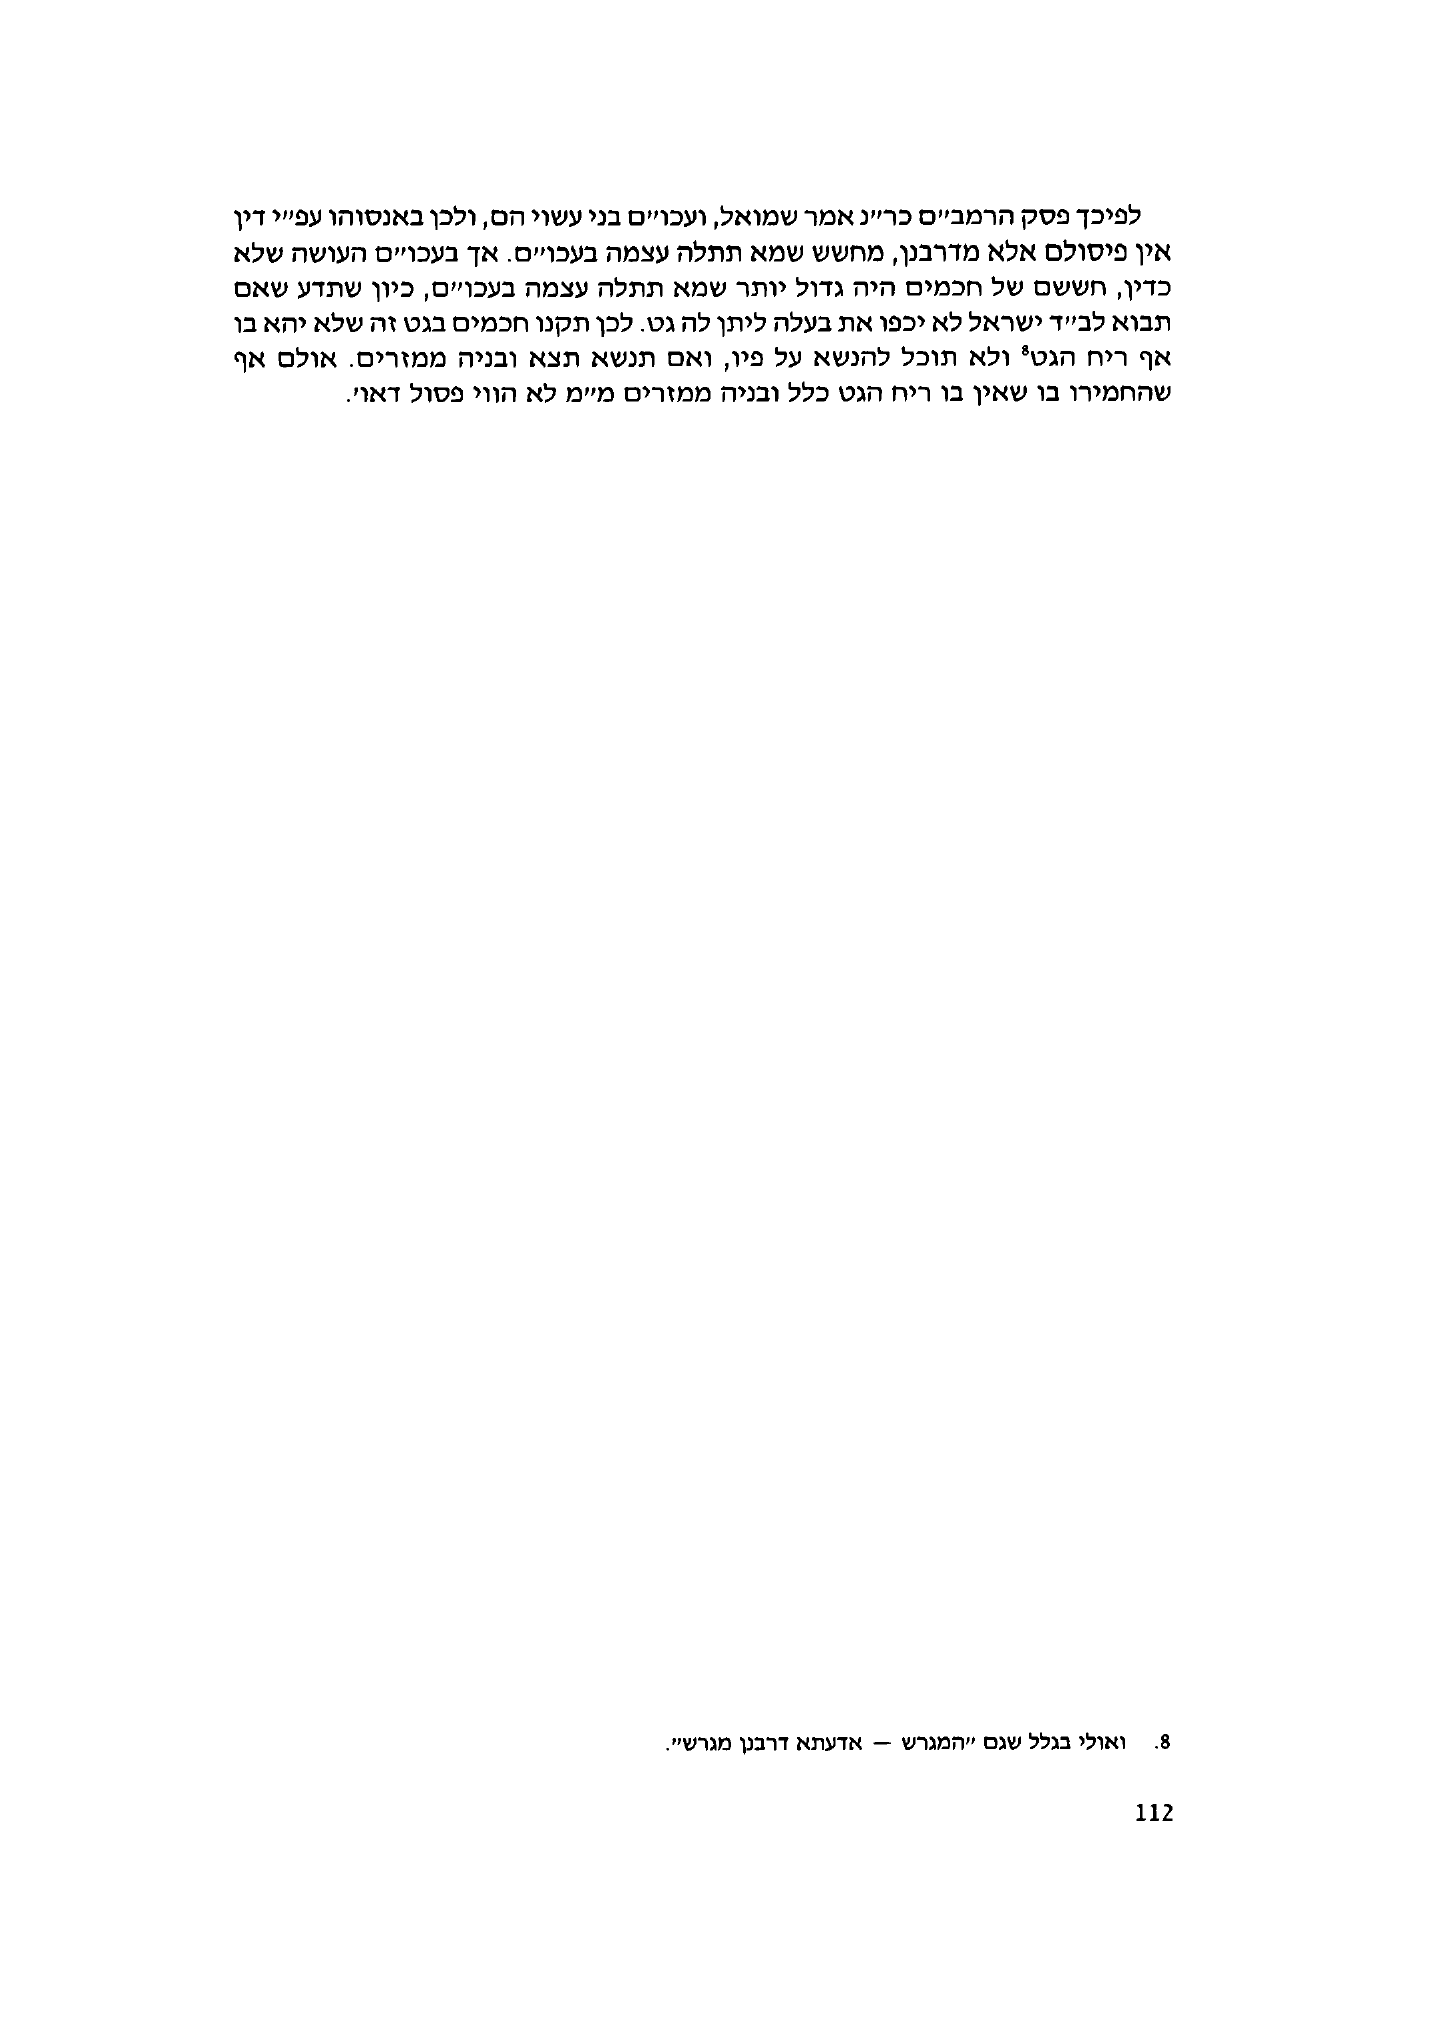 לפיכך פסק הרמב״ם כר״נ אמר שמואל, ועכו״ם בני עשוי הם, ולכן באנסוהו עפ״י דין
אין פיסולם אלא מדרבנן, מחשש שמא תתלה עצמה בעכו״ם. אך בעכו״ם העושה שלא
כדין, חששם של חכמים היה גדול יותר שמא תתלה עצמה בעכו״ם, כיון שתדע שאם
תבוא לב״ד ישראל לא יכפו את בעלה ליתן לה גט. לכן תקנו חכמים בגט זה שלא יהא בו
אף ריח הגט⁸ ולא תוכל להנשא על פיו, ואם תנשא תצא ובניה ממזרים. אולם אף
שהחמירו בו שאין בו ריח הגט כלל ובניה ממזרים מ״מ לא הווי פסול דאו׳.
8. ואולי בגלל שגם ״המגרש — אדעתא דרבנן מגרש״.
112